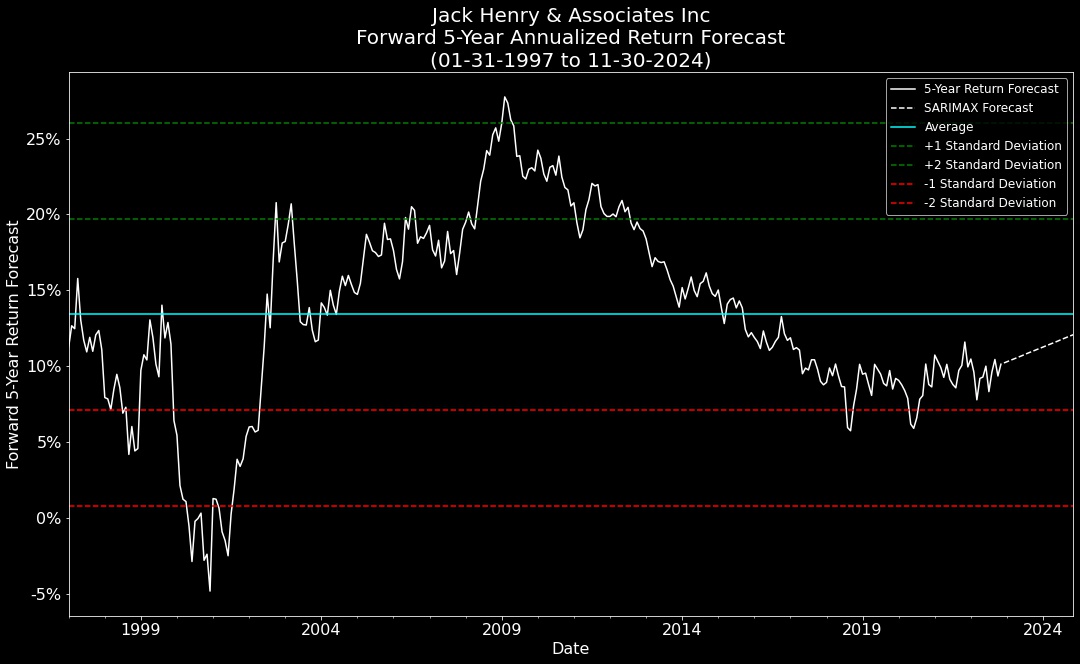 Jack Henry & Associates Inc
Forward 5-Year Annualized Return Forecast
(01-31-1997 to 11-30-2024)
5-Year Return Forecast
SARIMAX Forecast
Average
+1 Standard Deviation
+2 Standard Deviation
-1 Standard Deviation
-2 Standard Deviation
Forward 5-Year Return Forecast
25%
20%
15%
10%
5%
0%
-5%
1999 2004 2009 2014 2019 2024
Date